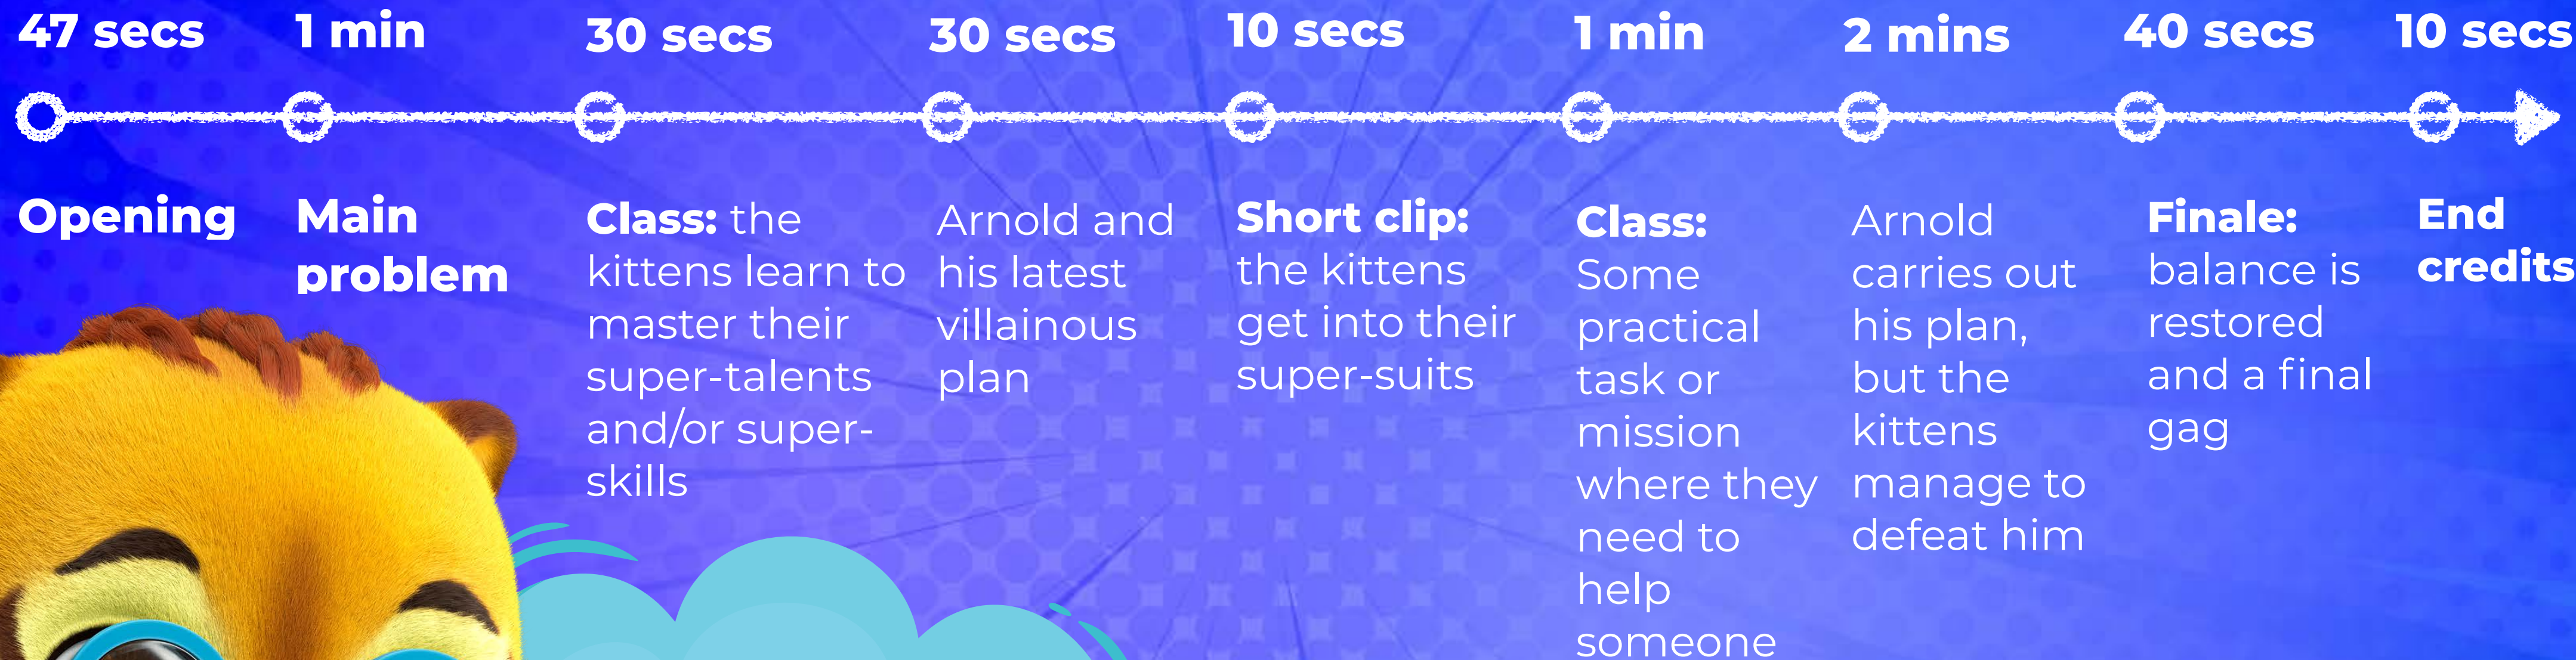 47 secs
1 min
30 secs
30 secs
10 secs
1 min
2 mins
40 secs
10 secs
Opening
Main
problem
Class: the
kittens learn to
master their
super-talents
and/or super-
skills
Arnold and
his latest
villainous
plan
Short clip:
the kittens
get into their
super-suits
Class:
Some
practical
task or
mission
where they
need to
help
someone
Arnold
carries out
his plan,
but the
kittens
manage to
defeat him
Finale:
balance is
restored
and a final
gag
End
credits